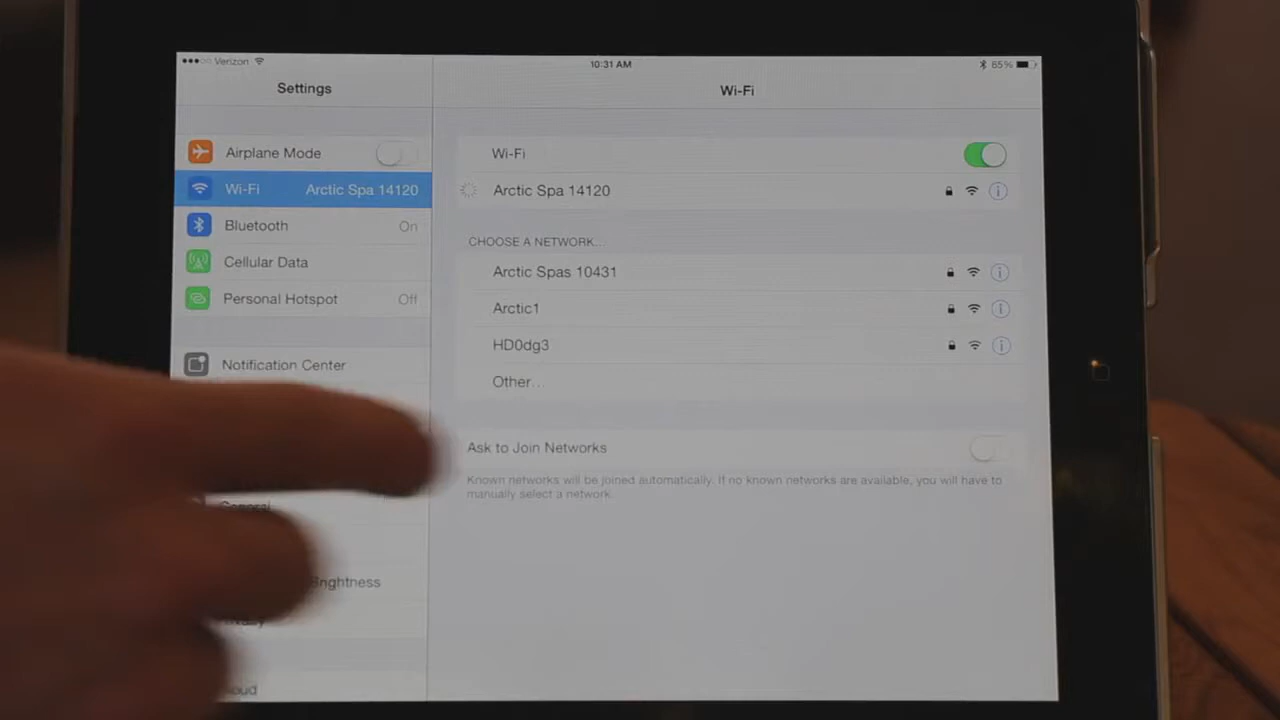 Verizon 10:31 AM 65%
Settings
Wi-Fi
Airplane Mode
Wi-Fi Arctic Spa 14120
Bluetooth On
Cellular Data
Personal Hotspot Off
Notification Center
General
Brightness
Wi-Fi
Arctic Spa 14120
CHOOSE A NETWORK...
Arctic Spas 10431
Arctic1
HD0dg3
Other...
Ask to Join Networks
Known networks will be joined automatically. If no known networks are available, you will have to
manually select a network.